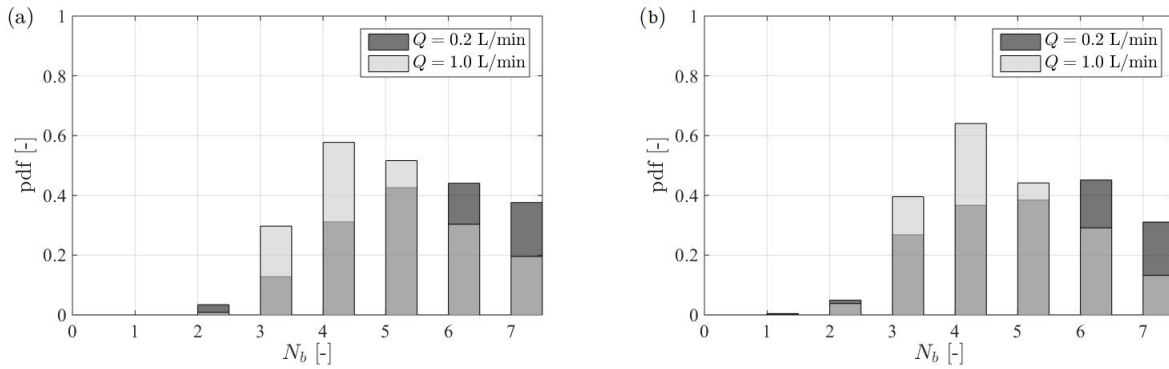 (a)
1
0.8
0.6
0.4
0.2
0
pdf [-]
Q = 0.2 L/min
Q = 1.0 L/min
0 1 2 3 4 5 6 7
N_b [-]
(b)
1
0.8
0.6
0.4
0.2
0
pdf [-]
Q = 0.2 L/min
Q = 1.0 L/min
0 1 2 3 4 5 6 7
N_b [-]